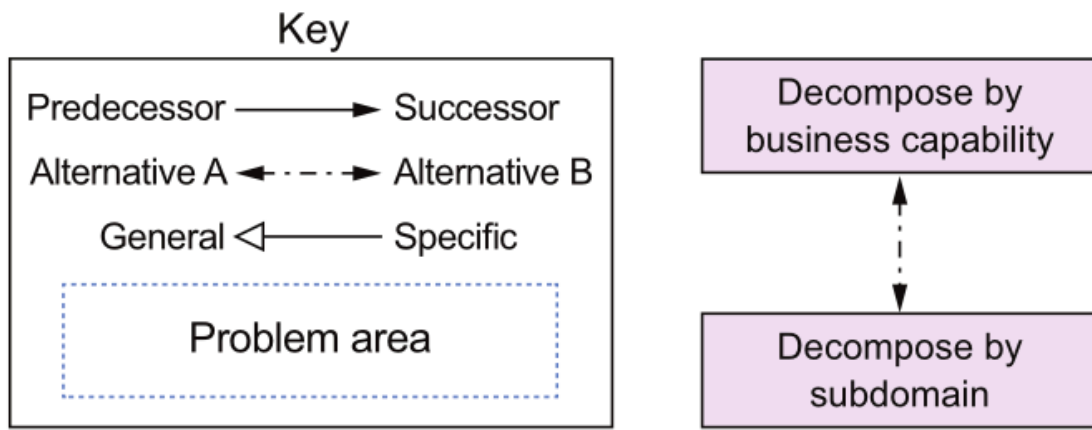 Key
Predecessor
Successor
Alternative A
Alternative B
General
Specific
Problem area
Decompose by
business capability
Decompose by
subdomain